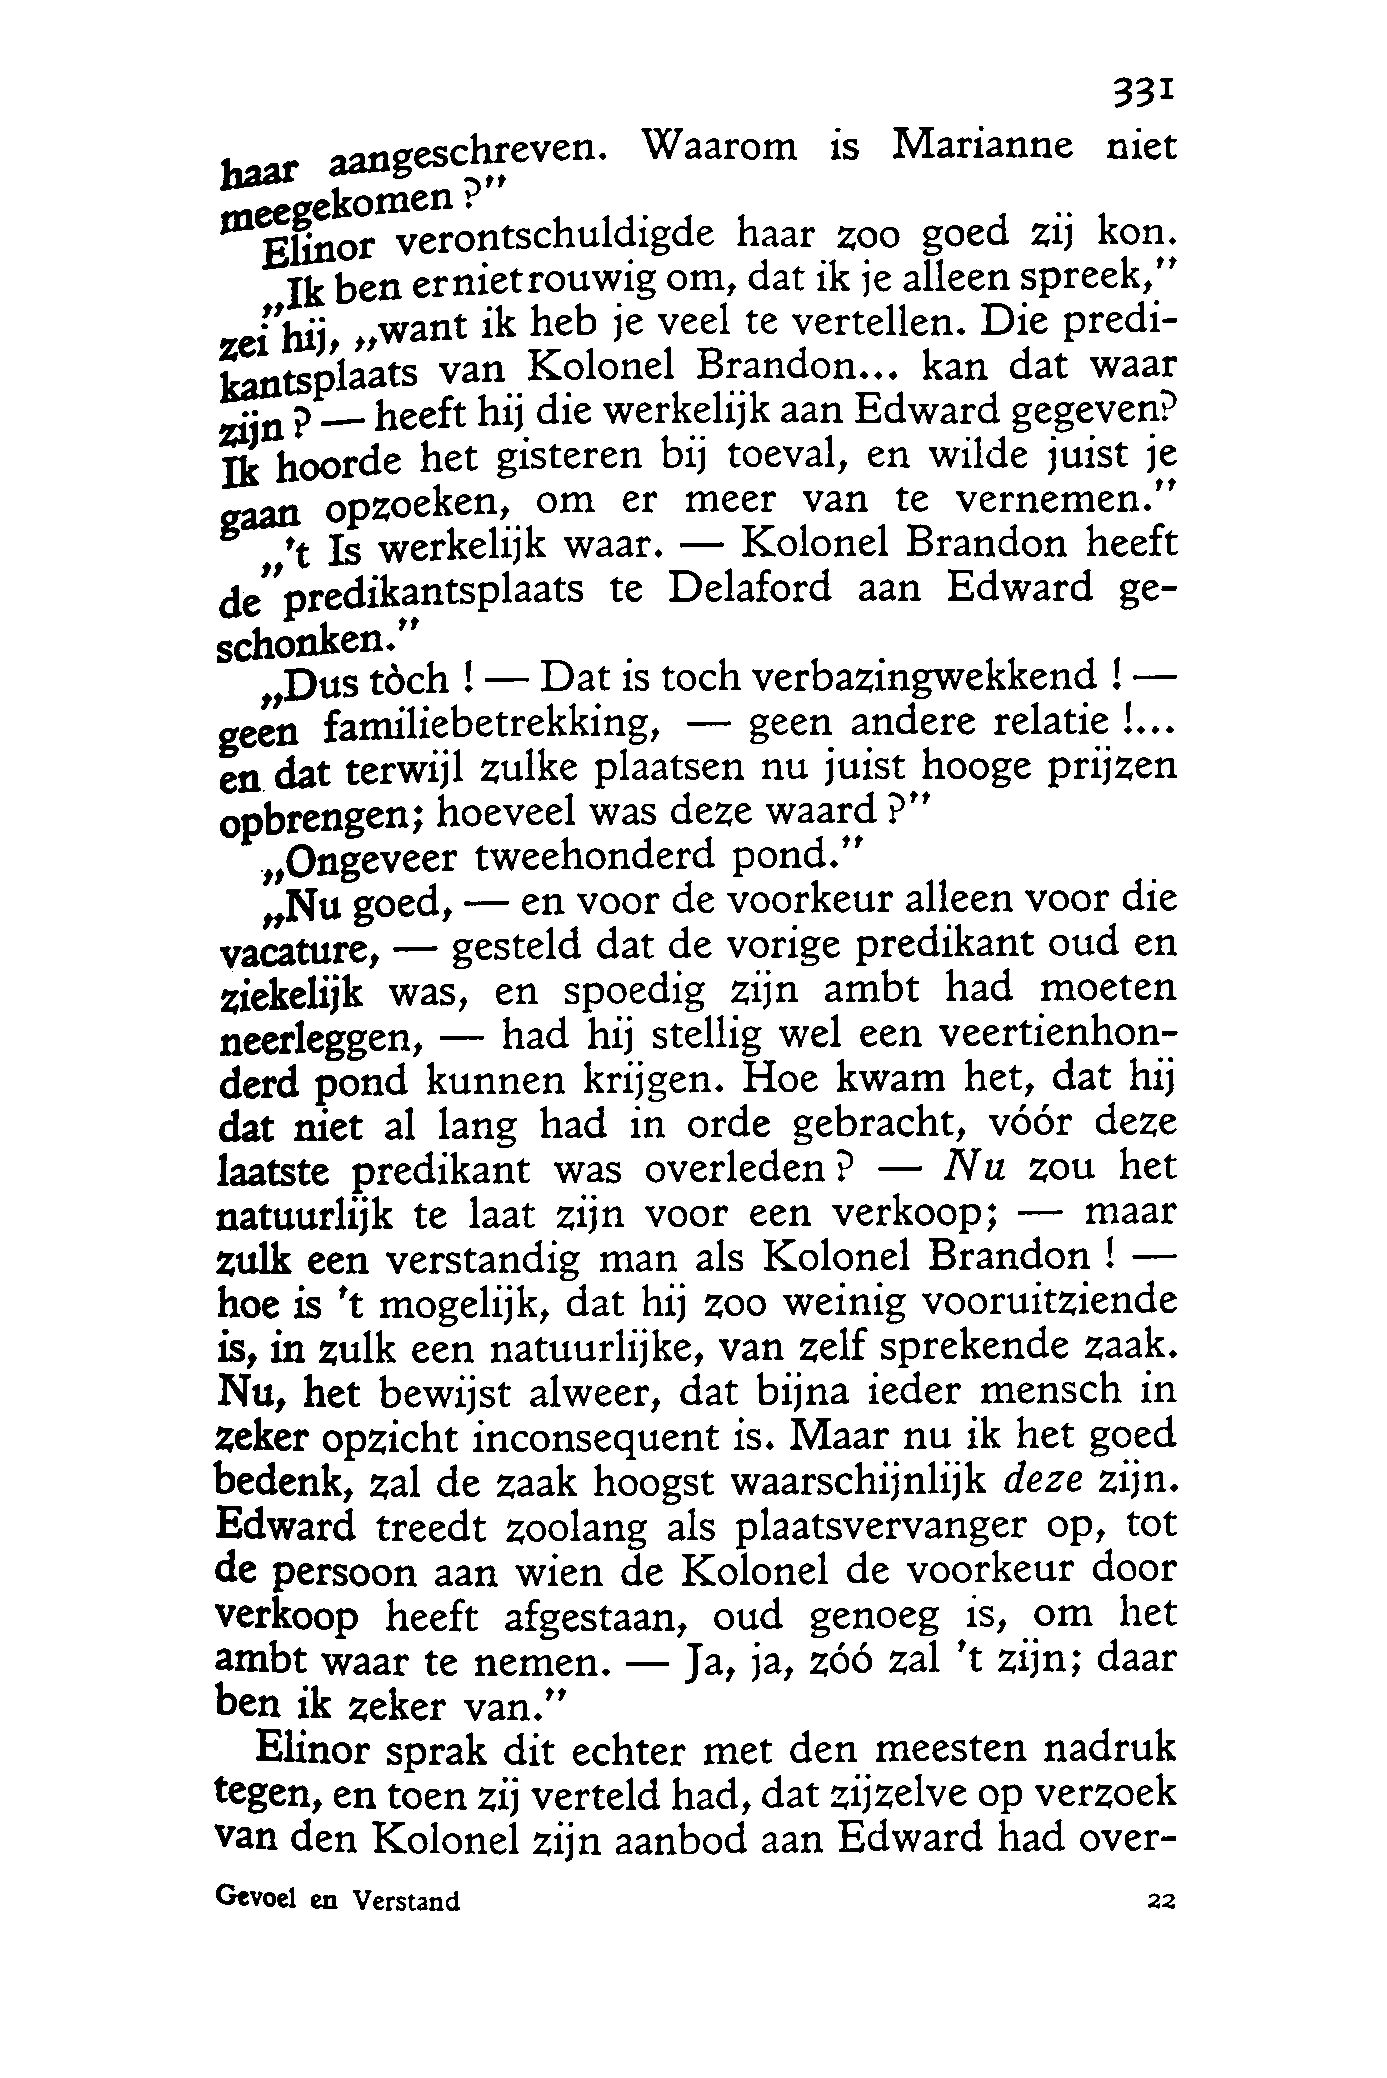 331
haar aangeschreven. Waarom is Marianne niet
meegekomen?”
Elinor verontschuldigde haar zoo goed zij kon.
„Ik ben er niet rouwig om, dat ik je alleen spreek,”
zei hij, „want ik heb je veel te vertellen. Die predi-
kantsplaats van Kolonel Brandon... kan dat waar
zijn? — heeft hij die werkelijk aan Edward gegeven?
Ik hoorde het gisteren bij toeval, en wilde juist je
gaan opzoeken, om er meer van te vernemen.”
„’t Is werkelijk waar. — Kolonel Brandon heeft
de predikantsplaats te Delaford aan Edward ge-
schonken.”
„Dus tòch! — Dat is toch verbazingwekkend! —
geen familiebetrekking, — geen andere relatie!...
en dat terwijl zulke plaatsen nu juist hooge prijzen
opbrengen; hoeveel was deze waard?”
„Ongeveer tweehonderd pond.”
„Nu goed, — en voor de voorkeur alleen voor die
vacature, — gesteld dat de vorige predikant oud en
ziekelijk was, en spoedig zijn ambt had moeten
neerleggen, — had hij stellig wel een veertienhon-
derd pond kunnen krijgen. Hoe kwam het, dat hij
dat niet al lang had in orde gebracht, vóór deze
laatste predikant was overleden? — Nu zou het
natuurlijk te laat zijn voor een verkoop; — maar
zulk een verstandig man als Kolonel Brandon! —
hoe is ’t mogelijk, dat hij zoo weinig vooruitziende
is, in zulk een natuurlijke, van zelf sprekende zaak.
Nu, het bewijst alweer, dat bijna ieder mensch in
zeker opzicht inconsequent is. Maar nu ik het goed
bedenk, zal de zaak hoogst waarschijnlijk deze zijn.
Edward treedt zoolang als plaatsvervanger op, tot
de persoon aan wien de Kolonel de voorkeur door
verkoop heeft afgestaan, oud genoeg is, om het
ambt waar te nemen. — Ja, ja, zóó zal ’t zijn; daar
ben ik zeker van.”
Elinor sprak dit echter met den meesten nadruk
tegen, en toen zij verteld had, dat zijzelve op verzoek
van den Kolonel zijn aanbod aan Edward had over-
Gevoel en Verstand 22